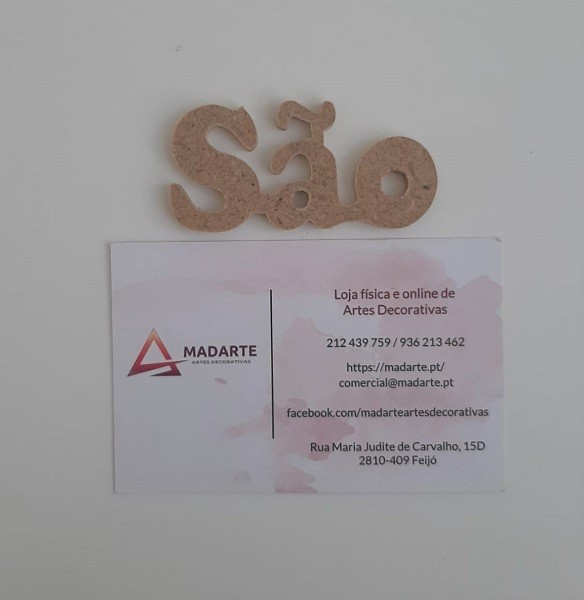 São
MADARTE
ARTES DECORATIVAS
Loja física e online de
Artes Decorativas
212 439 759 / 936 213 462
https://madarte.pt/
comercial@madarte.pt
facebook.com/madarteartesdecorativas
Rua Maria Judite de Carvalho, 15D
2810-409 Feijó